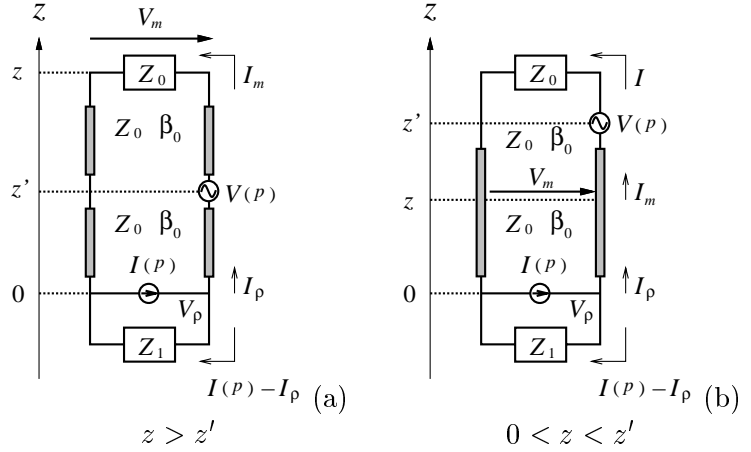 z
V_m
z
Z_0
I_m
Z_0 β_0
z'
V(p)
Z_0 β_0
I(p)
0
I_ρ
V_ρ
Z_1
I(p)−I_ρ
(a)
z > z′
z
Z_0
I
z'
V(p)
Z_0 β_0
V_m
I_m
z
Z_0 β_0
I(p)
0
I_ρ
V_ρ
Z_1
I(p)−I_ρ
(b)
0 < z < z′